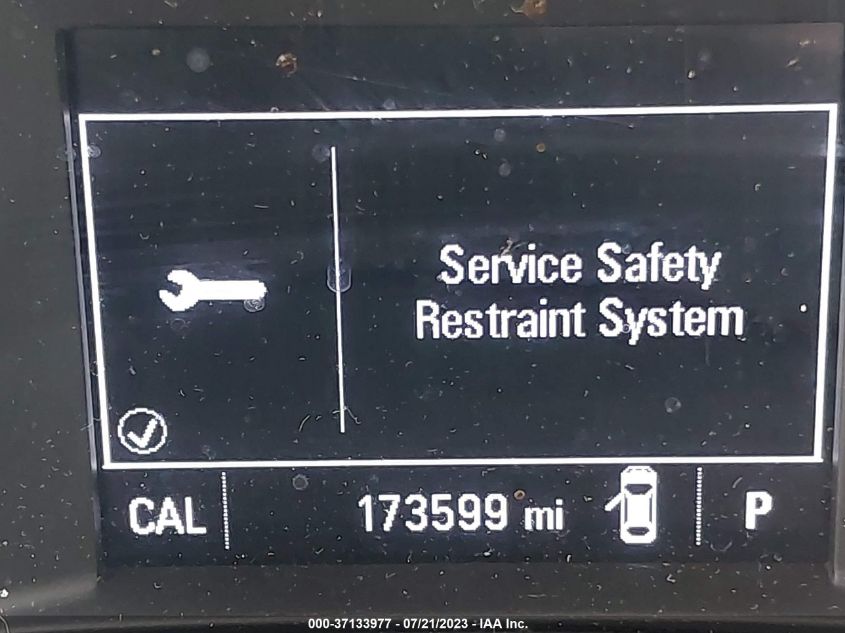 Service Safety
Restraint System
CAL 173599 mi P
000-37133977 - 07/21/2023 - IAA Inc.